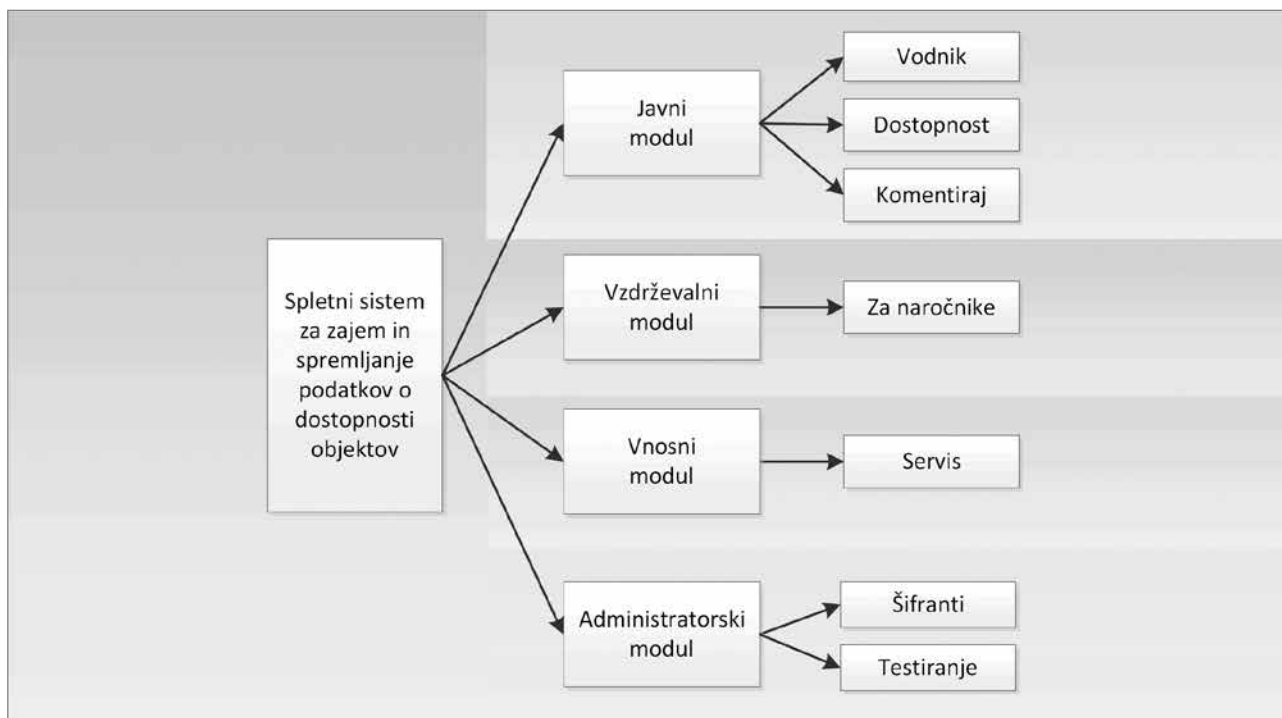 Spletni sistem
za zajem in
spremljanje
podatkov o
dostopnosti
objektov
Javni
modul
Vodnik
Dostopnost
Komentiraj
Vzdrževalni
modul
Za naročnike
Vnosni
modul
Servis
Administratorski
modul
Šifranti
Testiranje